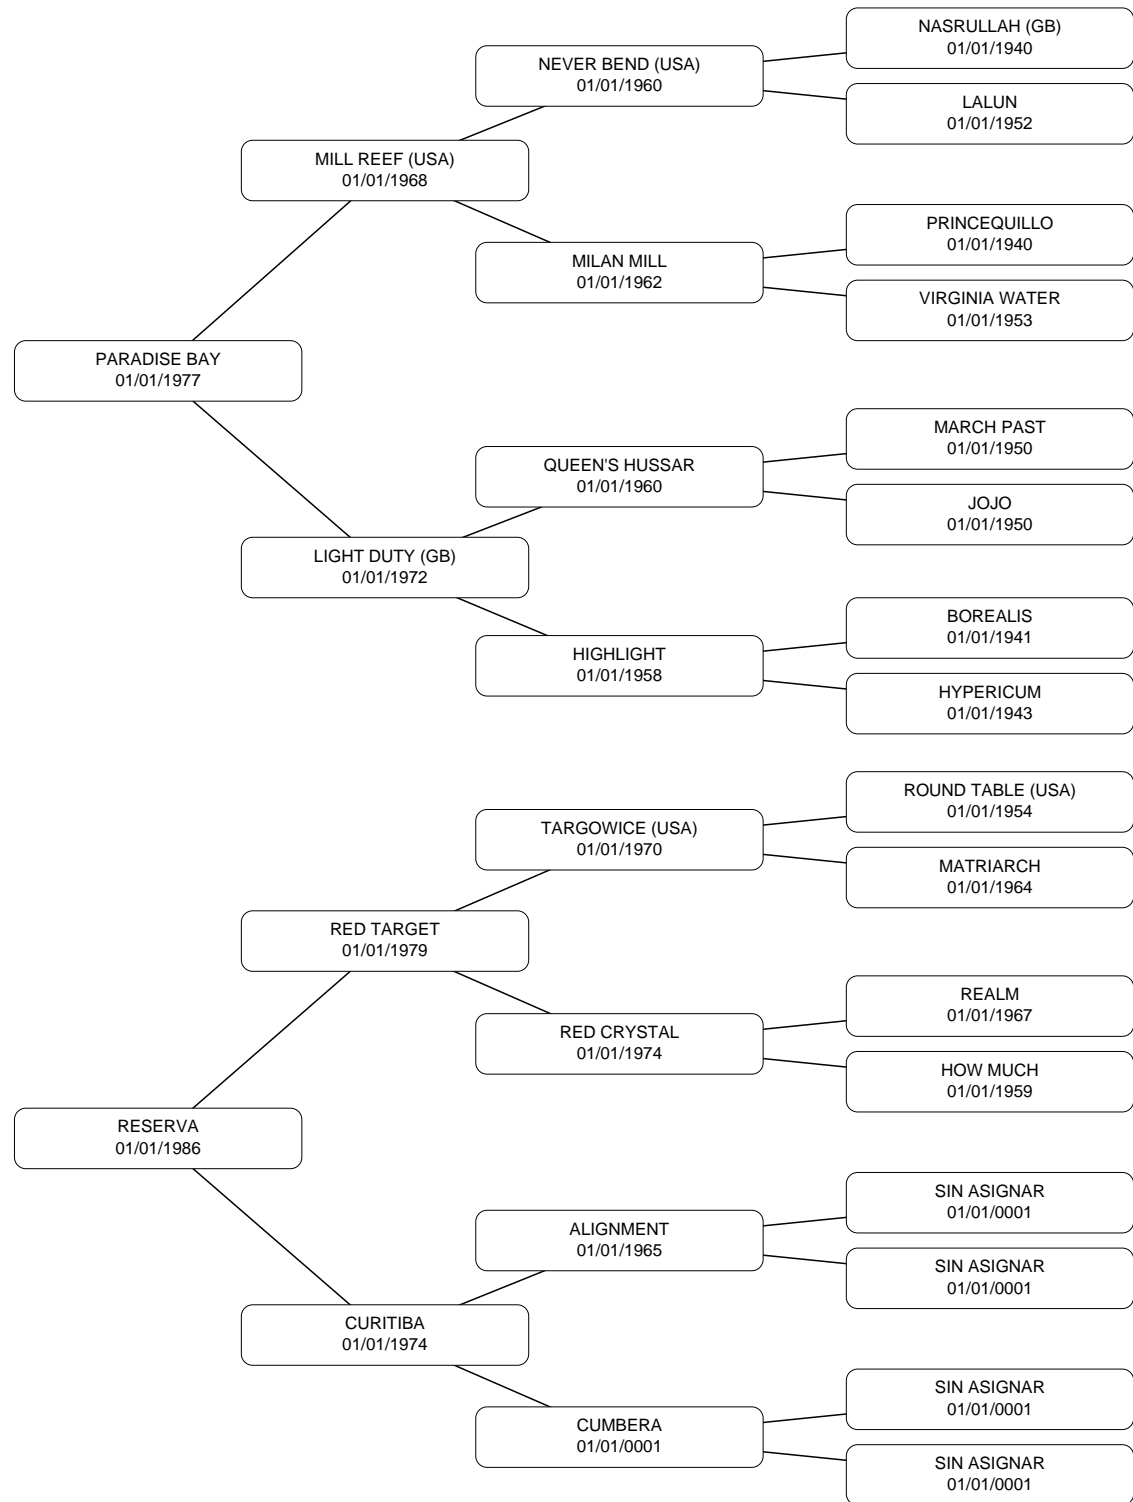 NASRULLAH (GB)
01/01/1940
NEVER BEND (USA)
01/01/1960
LALUN
01/01/1952
MILL REEF (USA)
01/01/1968
PRINCEQUILLO
01/01/1940
MILAN MILL
01/01/1962
VIRGINIA WATER
01/01/1953
PARADISE BAY
01/01/1977
MARCH PAST
01/01/1950
QUEEN'S HUSSAR
01/01/1960
JOJO
01/01/1950
LIGHT DUTY (GB)
01/01/1972
BOREALIS
01/01/1941
HIGHLIGHT
01/01/1958
HYPERICUM
01/01/1943
ROUND TABLE (USA)
01/01/1954
TARGOWICE (USA)
01/01/1970
MATRIARCH
01/01/1964
RED TARGET
01/01/1979
REALM
01/01/1967
RED CRYSTAL
01/01/1974
HOW MUCH
01/01/1959
RESERVA
01/01/1986
SIN ASIGNAR
01/01/0001
ALIGNMENT
01/01/1965
SIN ASIGNAR
01/01/0001
CURITIBA
01/01/1974
SIN ASIGNAR
01/01/0001
CUMBERA
01/01/0001
SIN ASIGNAR
01/01/0001